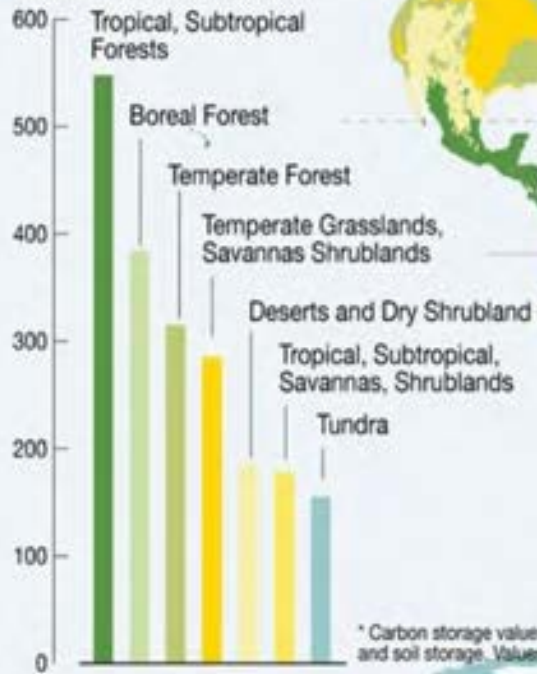 600
Tropical, Subtropical
Forests
500
Boreal Forest
Temperate Forest
400
Temperate Grasslands,
Savannas Shrublands
300
Deserts and Dry Shrubland
Tropical, Subtropical,
Savannas, Shrublands
200
Tundra
100
0
* Carbon storage value
and soil storage. Values